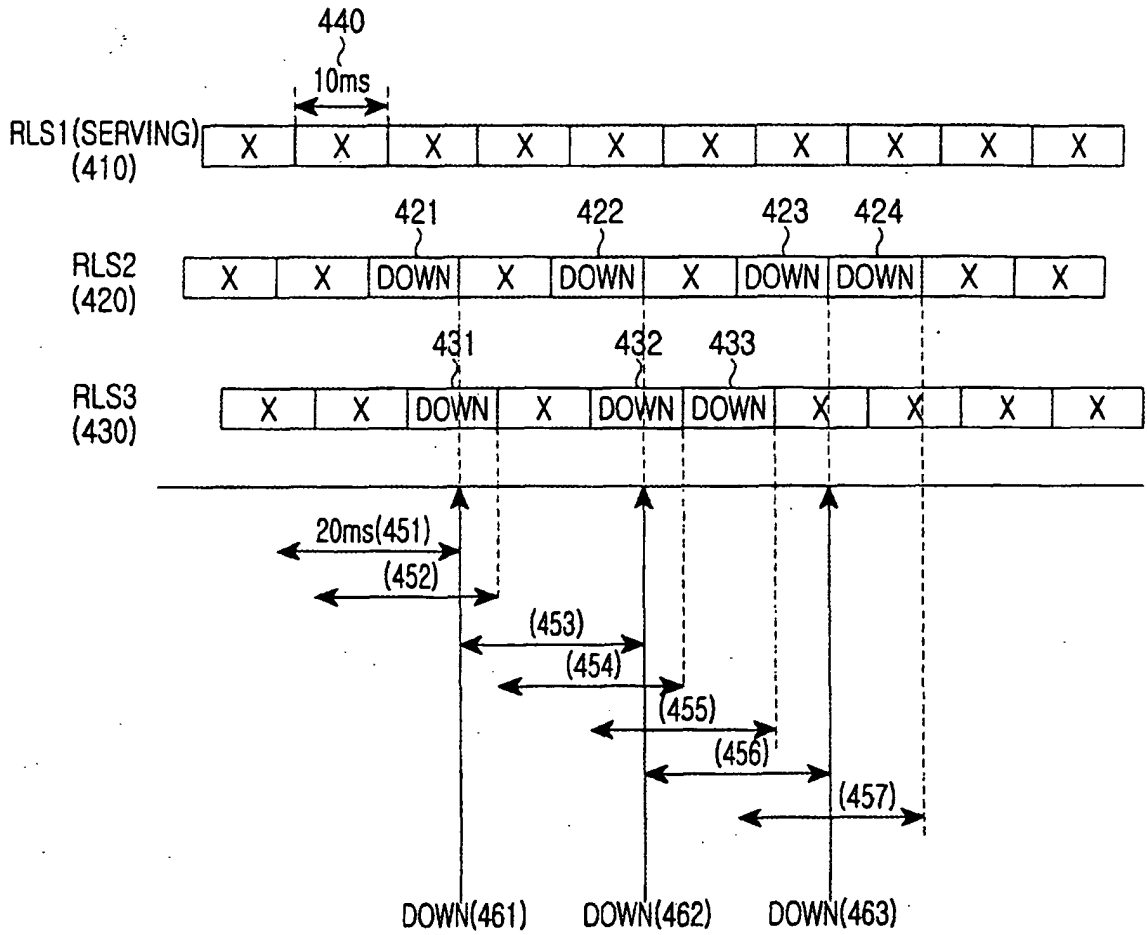 440
10ms
RLS1(SERVING)
(410)
X X X X X X X X X X
421 422 423 424
RLS2
(420)
X X DOWN X DOWN X DOWN DOWN X X
431 432 433
RLS3
(430)
X X DOWN X DOWN DOWN X X X X
20ms(451)
(452)
(453)
(454)
(455)
(456)
(457)
DOWN(461) DOWN(462) DOWN(463)